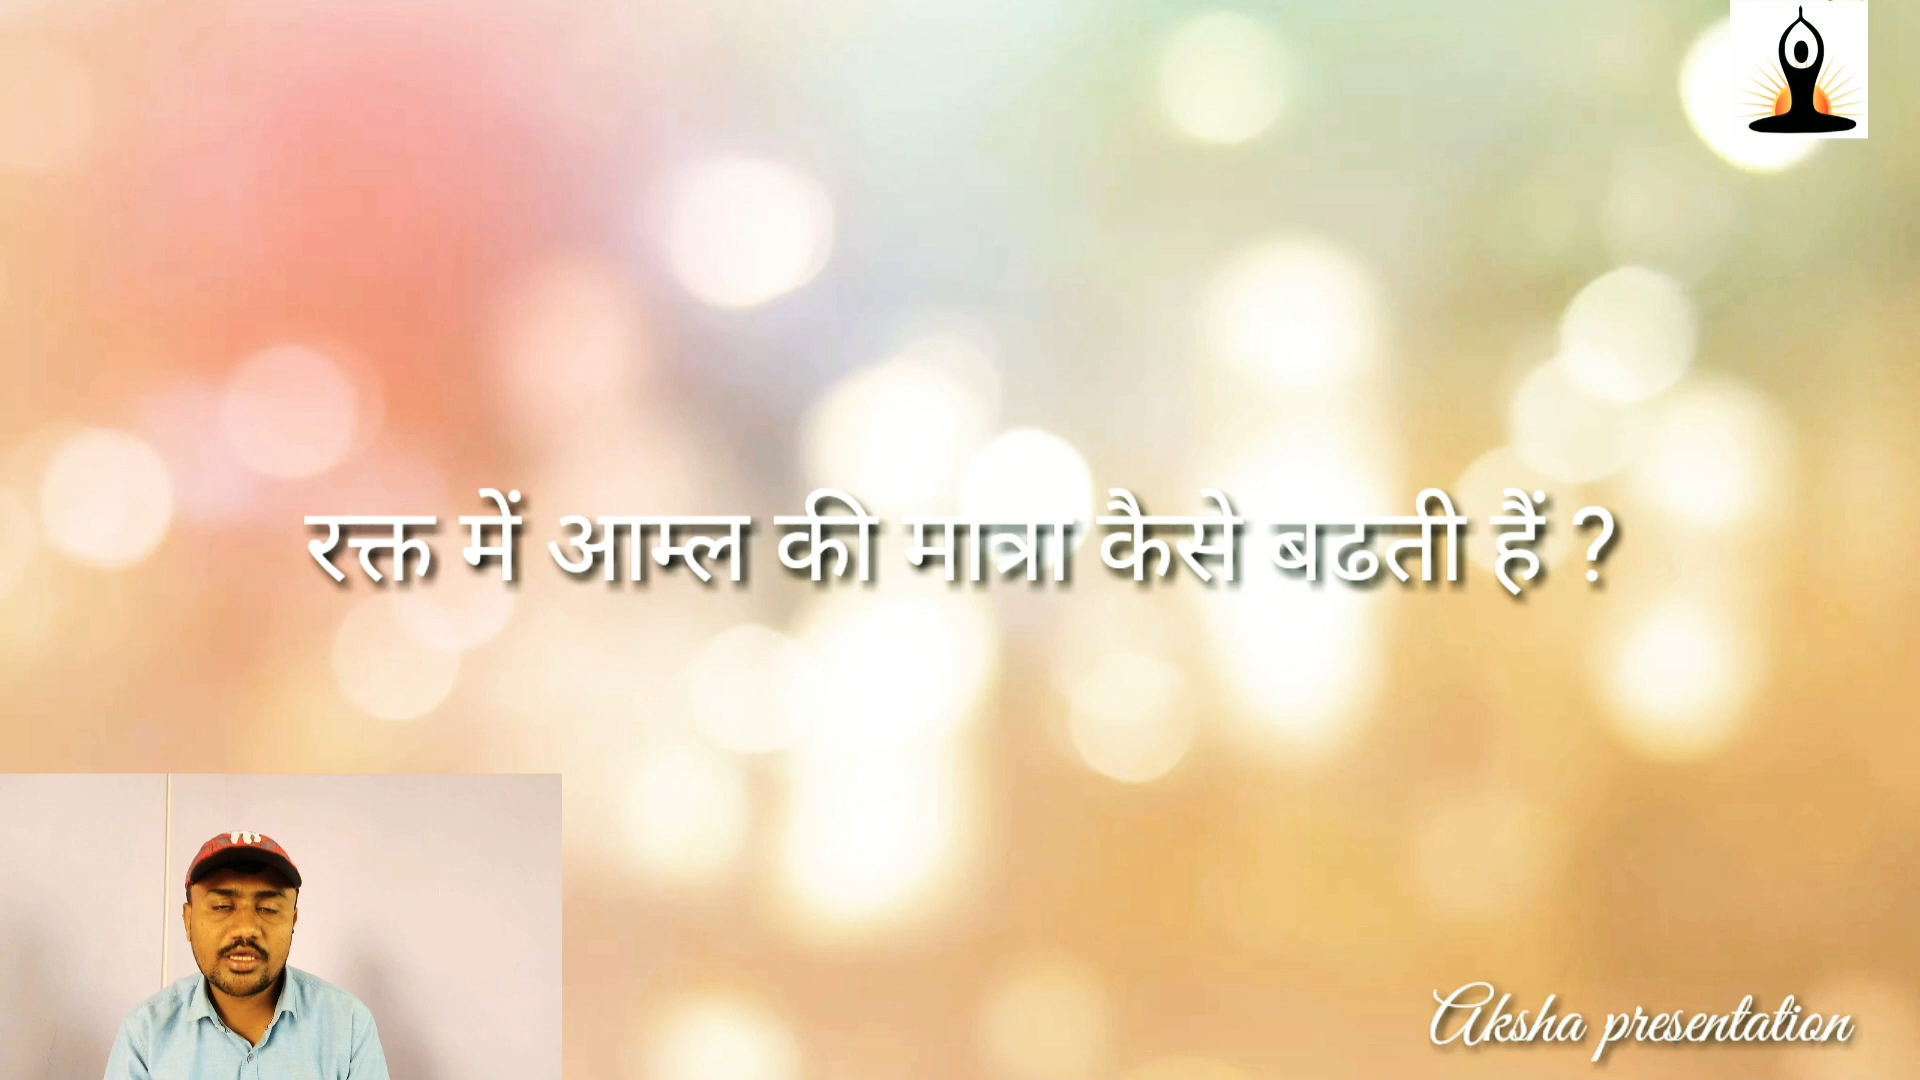 रक्त में आम्ल की मात्रा कैसे बढती हैं ?
Aksha presentation